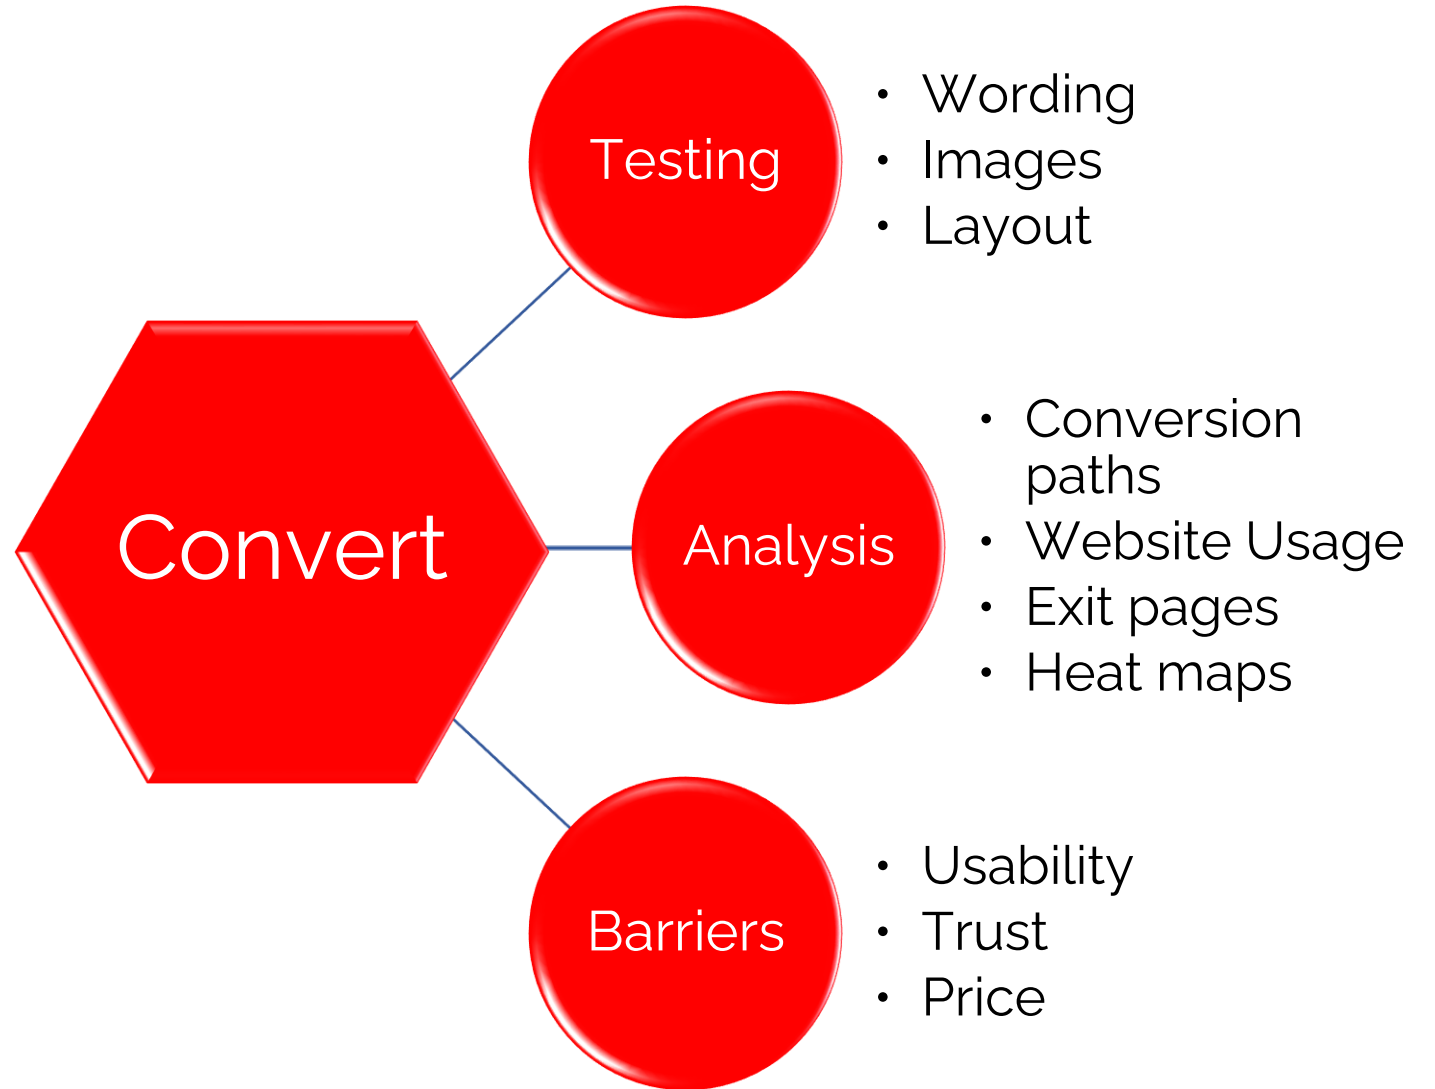 Convert
Testing
• Wording
• Images
• Layout
Analysis
• Conversion
paths
• Website Usage
• Exit pages
• Heat maps
Barriers
• Usability
• Trust
• Price